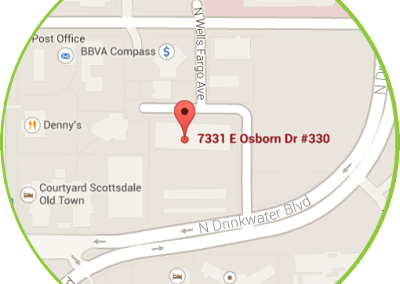 Post Office
BBVA Compass
$
N Wells Fargo Ave
Denny's
7331 E Osborn Dr #330
Courtyard Scottsdale
Old Town
N Drinkwater Blvd
N D